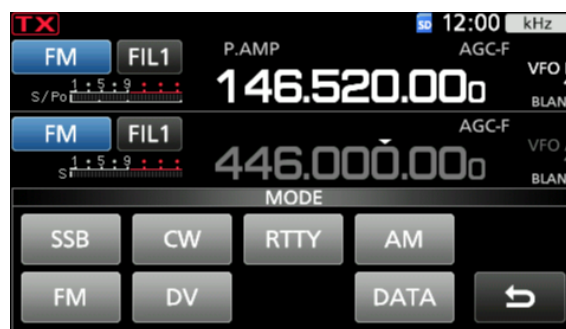 TX SD 12:00 kHz
FM FIL1 P.AMP AGC-F
146.520.000 VFO
S/Po 1 5 9 BLAN
FM FIL1 AGC-F
446.000.000 VFO
S 1 5 9 BLAN
MODE
SSB CW RTTY AM
FM DV DATA